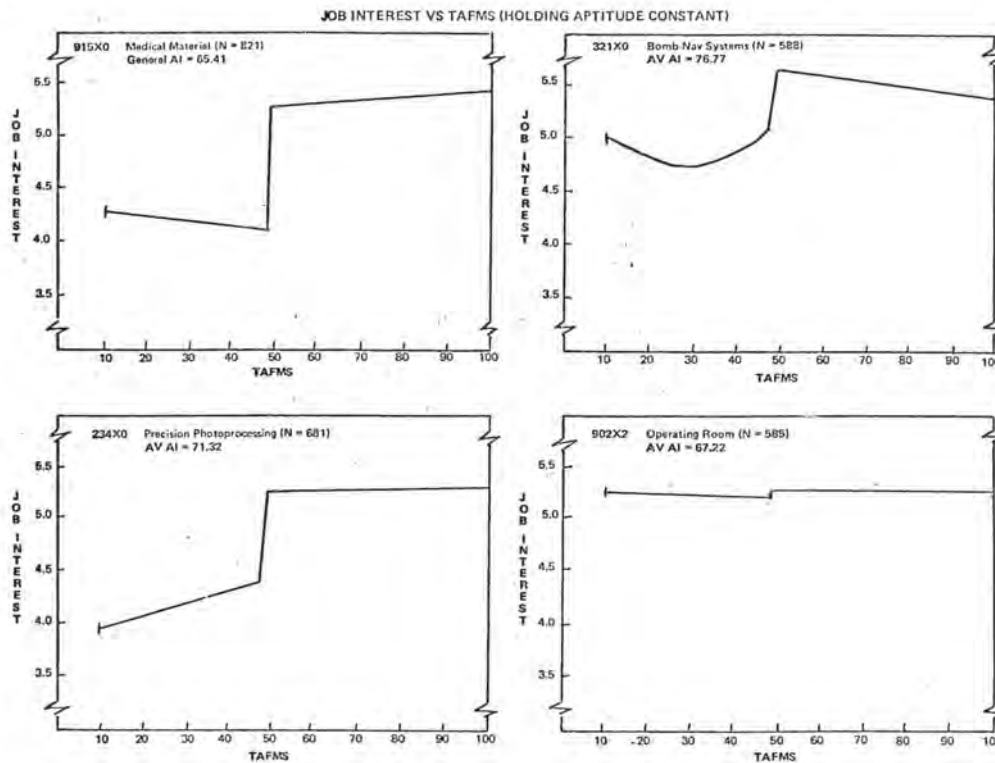 JOB INTEREST VS TAFMS (HOLDING APTITUDE CONSTANT)
915X0 Medical Materiel (N = 821)
General AI = 65.41
5.5
5.0
4.5
4.0
3.5
JOB INTEREST
10 20 30 40 50 60 70 80 90 100
TAFMS
321X0 Bomb-Nav Systems (N = 588)
AV AI = 76.77
5.5
5.0
4.5
4.0
3.5
JOB INTEREST
10 20 30 40 50 60 70 80 90 100
TAFMS
234X0 Precision Photoprocessing (N = 681)
AV AI = 71.32
5.5
5.0
4.5
4.0
3.5
JOB INTEREST
10 20 30 40 50 60 70 80 90 100
TAFMS
902X2 Operating Room (N = 585)
AV AI = 67.22
5.5
5.0
4.5
4.0
3.5
JOB INTEREST
10 20 30 40 50 60 70 80 90 100
TAFMS